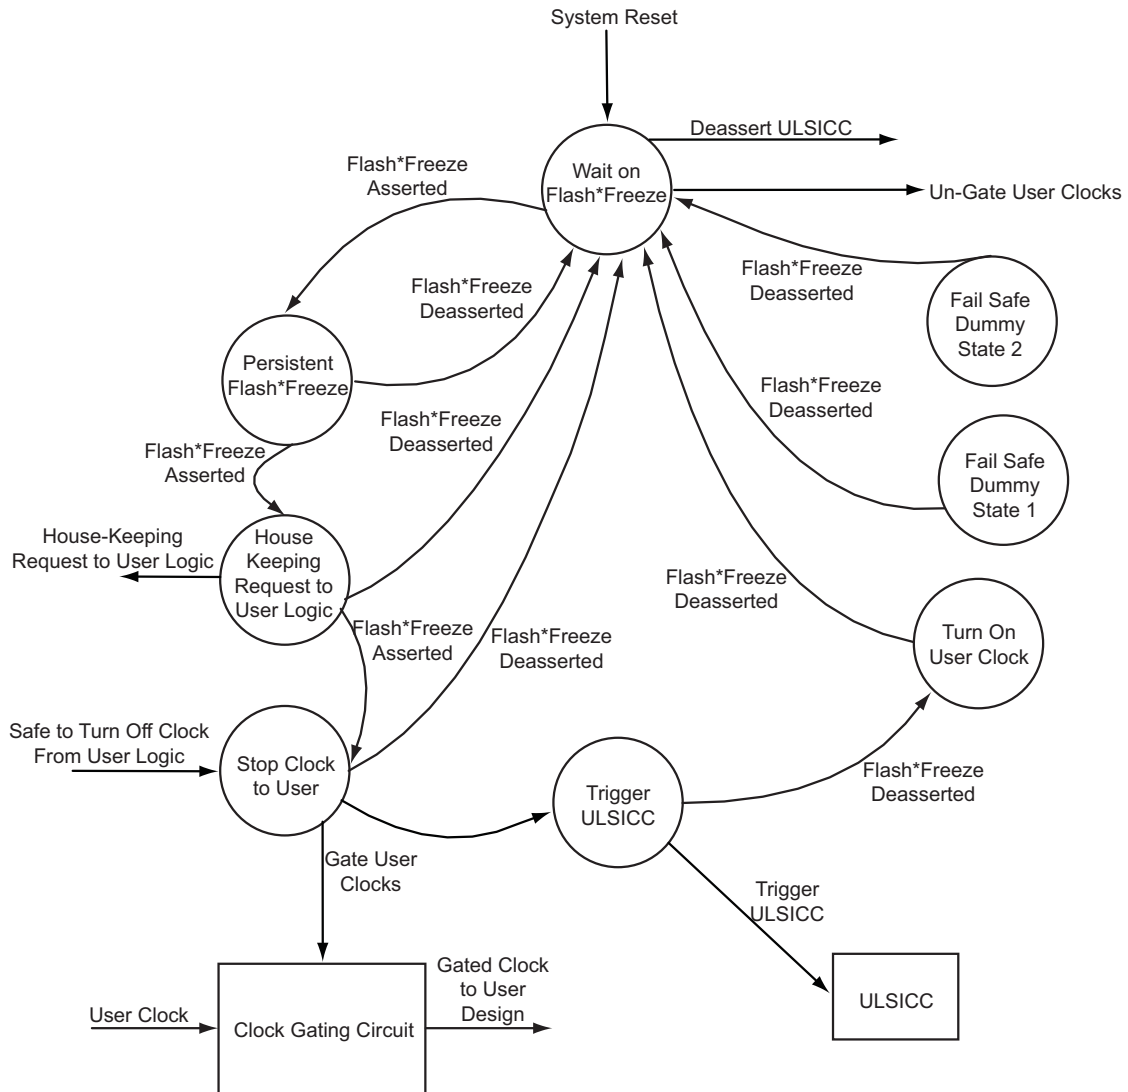 System Reset
Deassert ULSICC
Wait on
Flash*Freeze
Un-Gate User Clocks
Flash*Freeze
Asserted
Flash*Freeze
Deasserted
Flash*Freeze
Deasserted
Fail Safe
Dummy
State 2
Persistent
Flash*Freeze
Flash*Freeze
Deasserted
Flash*Freeze
Deasserted
Flash*Freeze
Asserted
Fail Safe
Dummy
State 1
House-Keeping
Request to User Logic
House
Keeping
Request to
User Logic
Flash*Freeze
Deasserted
Flash*Freeze
Asserted
Flash*Freeze
Deasserted
Turn On
User Clock
Safe to Turn Off Clock
From User Logic
Stop Clock
to User
Trigger
ULSICC
Flash*Freeze
Deasserted
Gate User
Clocks
Trigger
ULSICC
User Clock
Clock Gating Circuit
Gated Clock
to User
Design
ULSICC